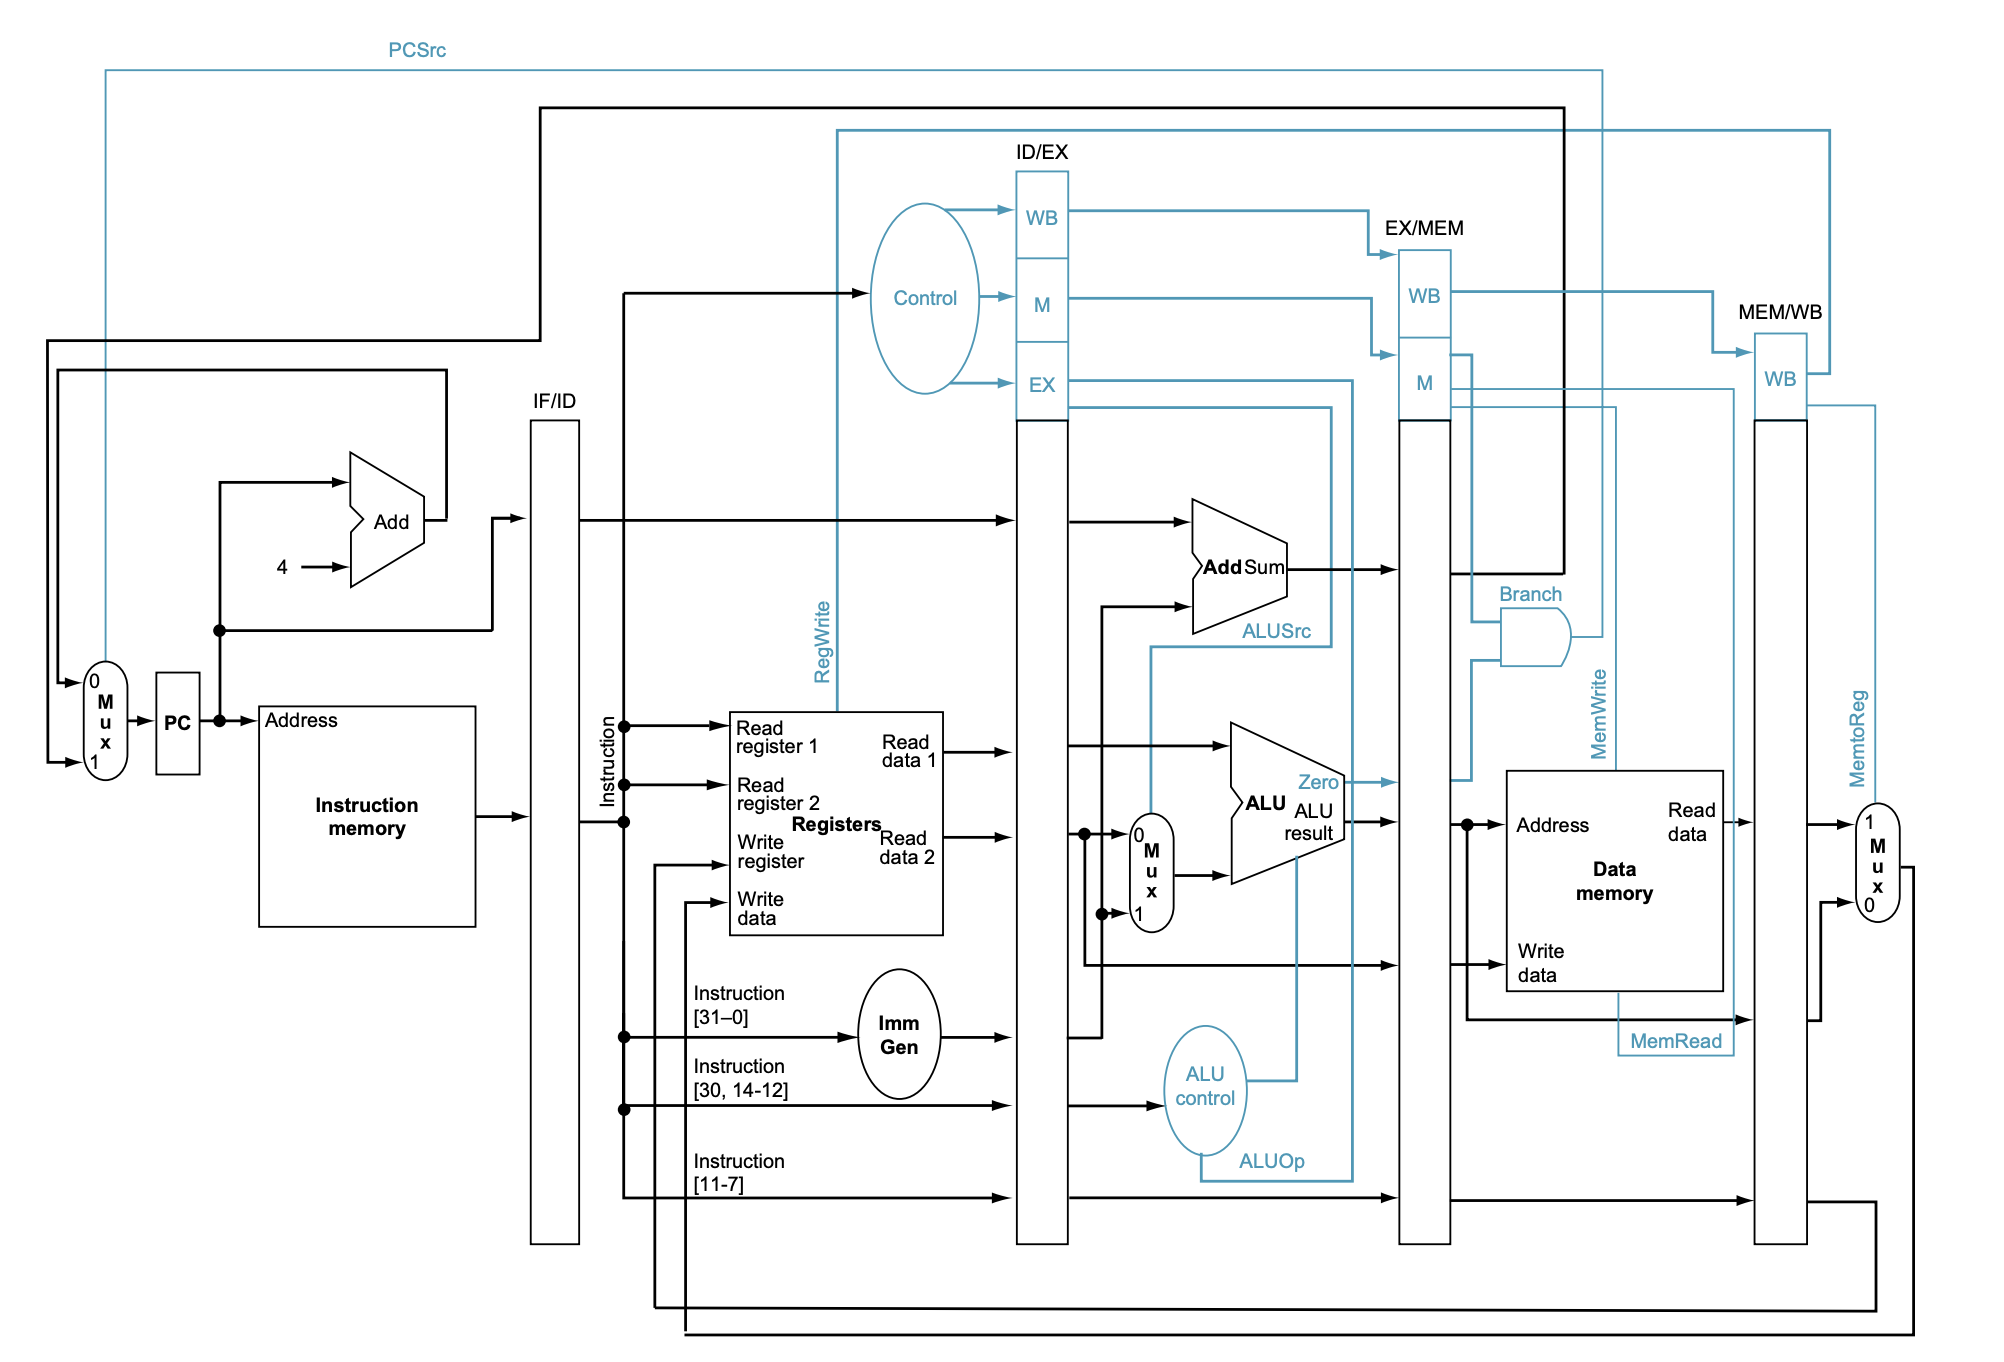 PCSrc
ID/EX
WB
EX/MEM
Control
M
WB
MEM/WB
EX
M
WB
IF/ID
Add
4
Add Sum
Branch
RegWrite
ALUSrc
0
M
u
x
1
PC
Address
Instruction
memory
Instruction
Read
register 1
Read
data 1
Read
register 2
Registers
Read
data 2
Write
register
Write
data
0
M
u
x
1
Zero
ALU
ALU
result
MemWrite
Address
Read
data
Data
memory
Write
data
MemtoReg
1
M
u
x
0
Instruction
[31–0]
Imm
Gen
MemRead
Instruction
[30, 14-12]
ALU
control
Instruction
[11-7]
ALUOp